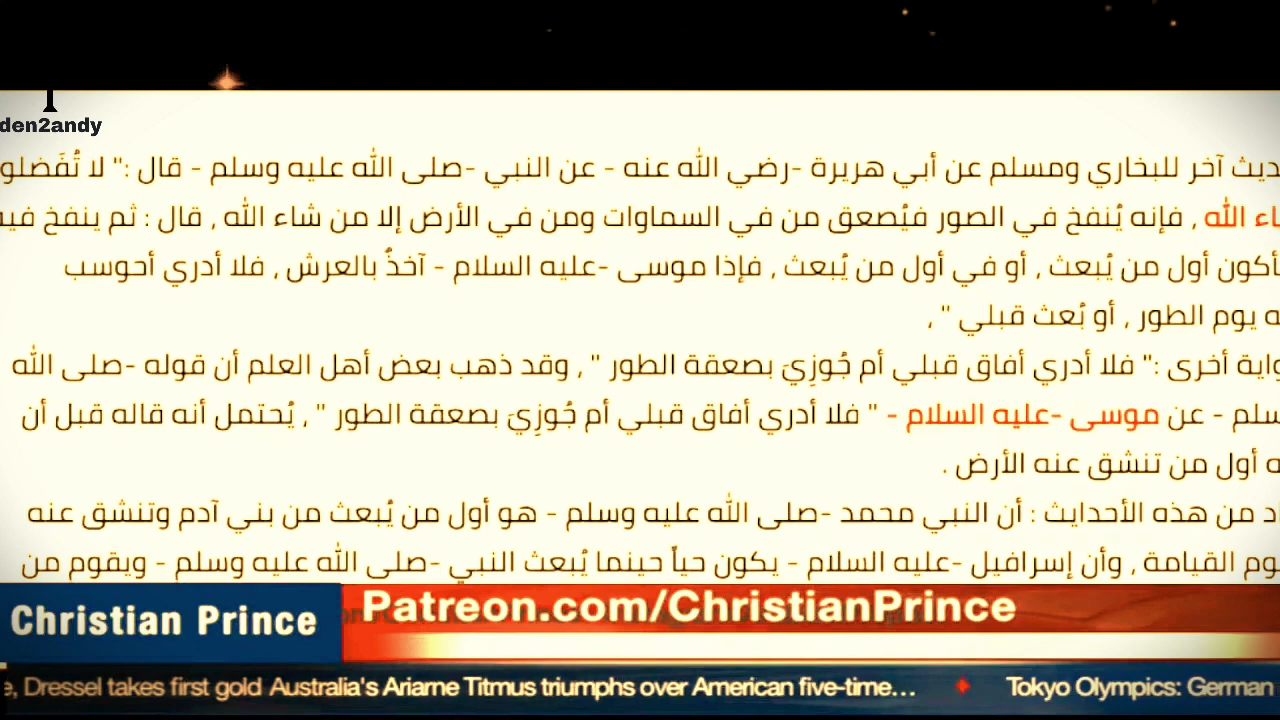 den2andy
ديث آخر للبخاري ومسلم عن أبي هريرة -رضي الله عنه - عن النبي -صلى الله عليه وسلم - قال :" لا تُفَضلو
اء الله , فإنه يُنفخ في الصور فيُصعق من في السماوات ومن في الأرض إلا من شاء الله , قال : ثم ينفخ فيه
أكون أول من يُبعث , أو في أول من يُبعث , فإذا موسى -عليه السلام - آخذٌ بالعرش , فلا أدري أحوسب
ه يوم الطور , أو بُعث قبلي " ,
واية أخرى :" فلا أدري أفاق قبلي أم جُوزِيَ بصعقة الطور " , وقد ذهب بعض أهل العلم أن قوله -صلى الله
سلم - عن موسى -عليه السلام - " فلا أدري أفاق قبلي أم جُوزِيَ بصعقة الطور " , يُحتمل أنه قاله قبل أن
ه أول من تنشق عنه الأرض .
د من هذه الأحدايث : أن النبي محمد -صلى الله عليه وسلم - هو أول من يُبعث من بني آدم وتنشق عنه
وم القيامة , وأن إسرافيل -عليه السلام - يكون حياً حينما يُبعث النبي -صلى الله عليه وسلم - ويقوم من
Christian Prince
Patreon.com/ChristianPrince
e, Dressel takes first gold Australia's Ariarne Titmus triumphs over American five-time… Tokyo Olympics: German